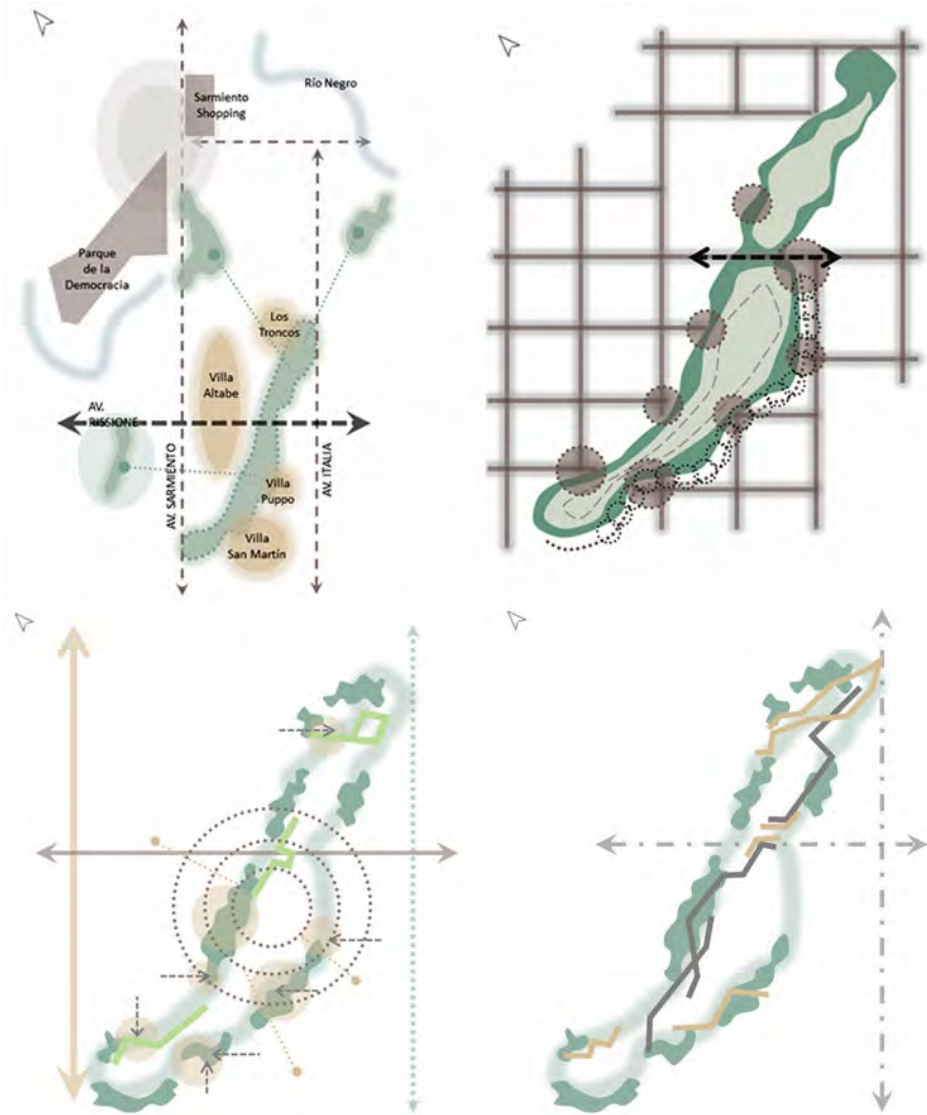 Río Negro
Sarmiento
Shopping
Parque
de la
Democracia
Los
Troncos
Villa
Altabe
AV.
RISSIONE
AV. SARMIENTO
AV. ITALIA
Villa
Puppo
Villa
San Martín